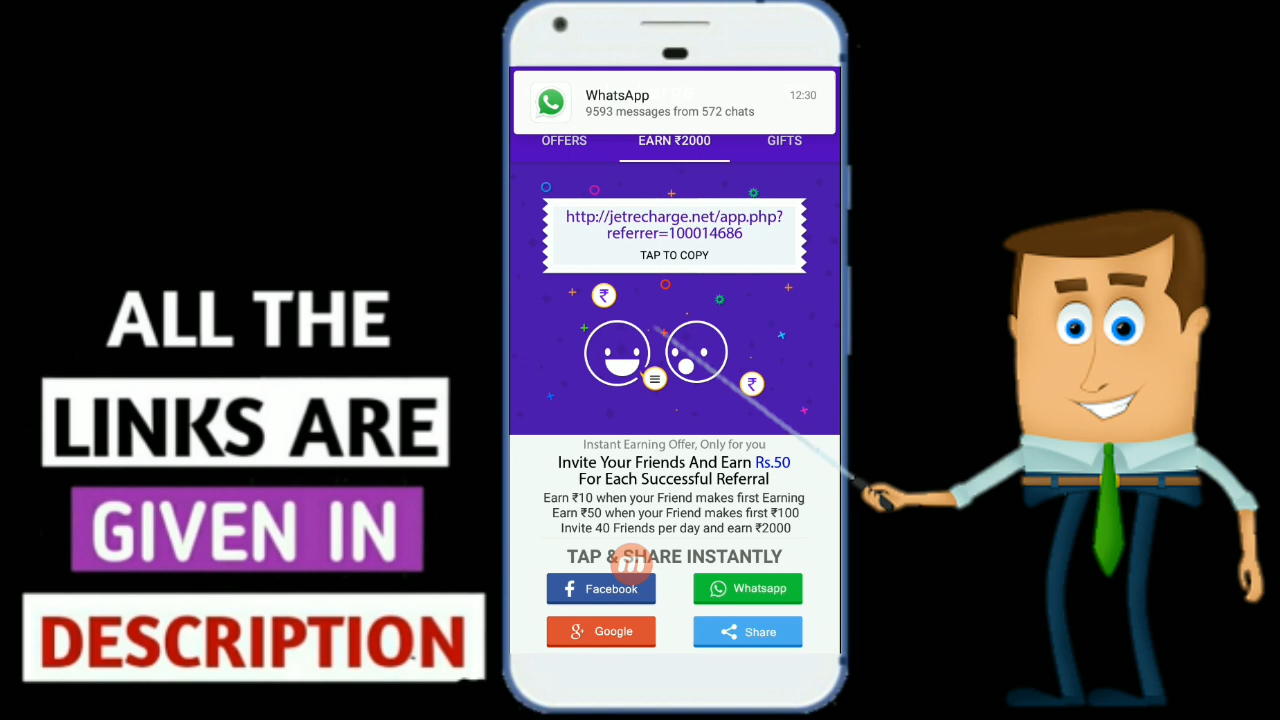 ALL THE
LINKS ARE
GIVEN IN
DESCRIPTION
WhatsApp
12:30
9593 messages from 572 chats
OFFERS
EARN ₹2000
GIFTS
http://jetrecharge.net/app.php?
referrer=100014686
TAP TO COPY
₹
₹
Instant Earning Offer, Only for you
Invite Your Friends And Earn Rs.50
For Each Successful Referral
Earn ₹10 when your Friend makes first Earning
Earn ₹50 when your Friend makes first ₹100
Invite 40 Friends per day and earn ₹2000
TAP & SHARE INSTANTLY
m
f Facebook
Whatsapp
g+ Google
Share